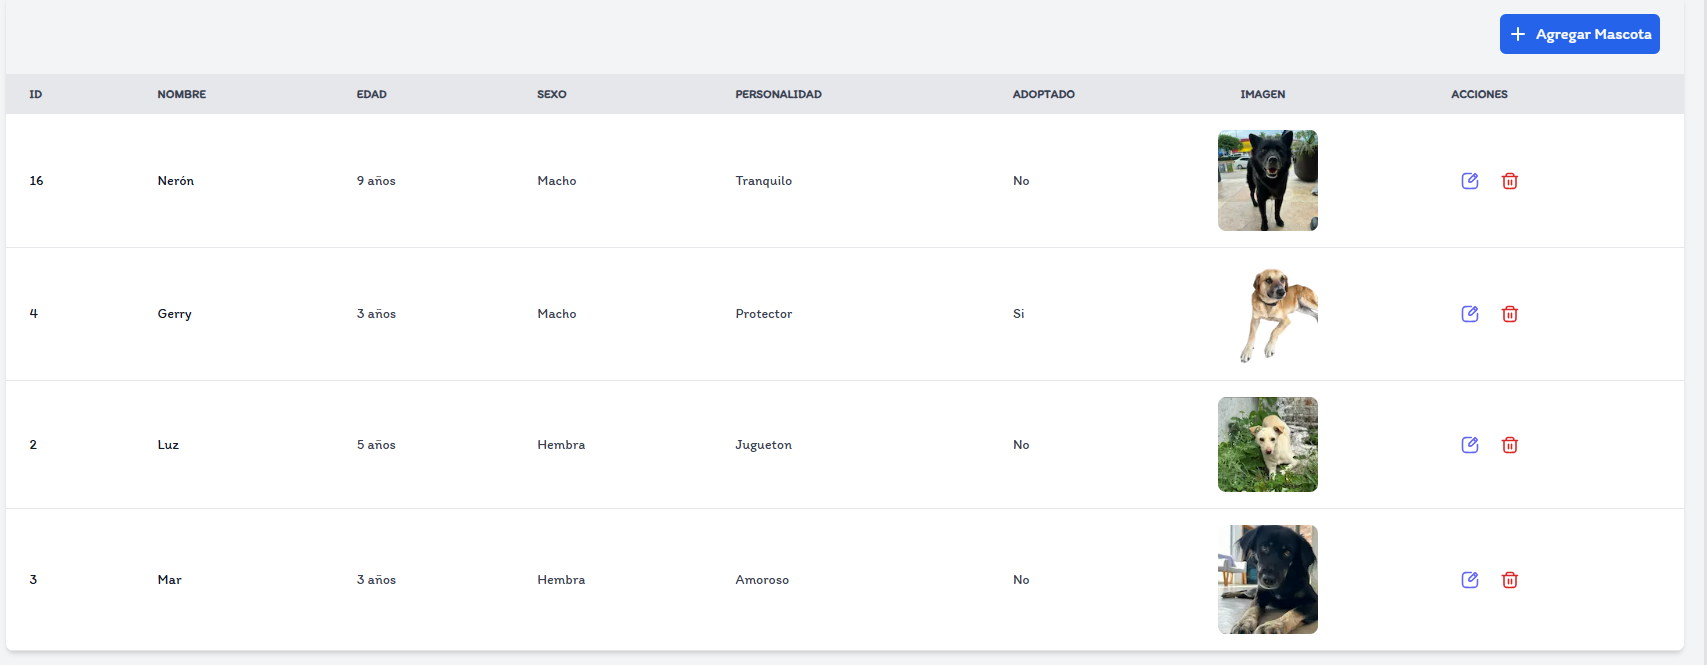 Agregar Mascota
ID NOMBRE EDAD SEXO PERSONALIDAD ADOPTADO IMAGEN ACCIONES
16 Nerón 9 años Macho Tranquilo No
4 Gerry 3 años Macho Protector Si
2 Luz 5 años Hembra Jugueton No
3 Mar 3 años Hembra Amoroso No